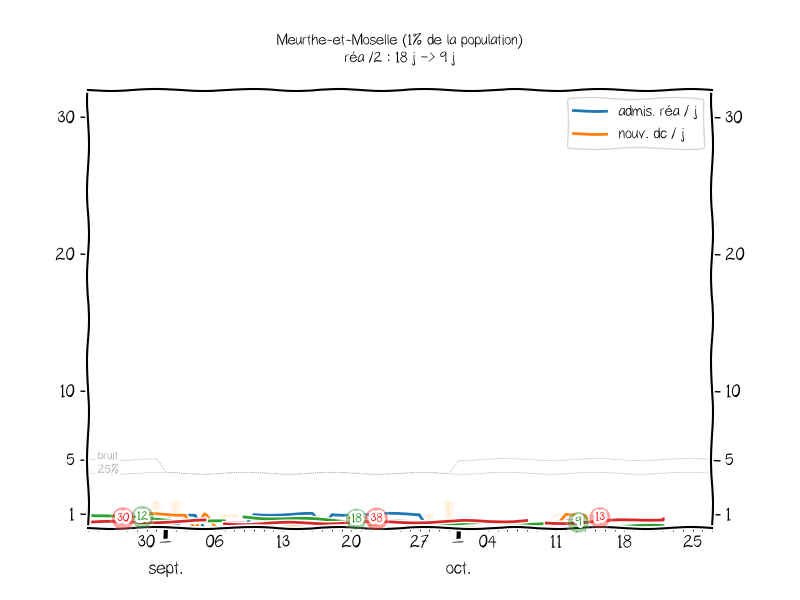 Meurthe-et-Moselle (1% de la population)
réa /2 : 18 j -> 9 j
admis. réa / j
nouv. dc / j
30
30
20
20
10
10
bruit
5
5
25%
1
1
30 12 18 38 9 13
30 06 13 20 27 04 11 18 25
sept. oct.